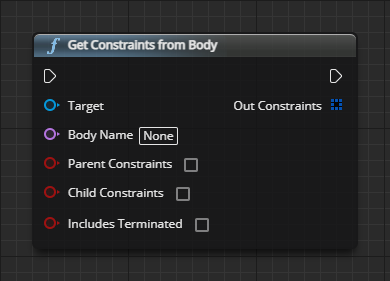 Get Constraints from Body
Target
Out Constraints
Body Name None
Parent Constraints
Child Constraints
Includes Terminated